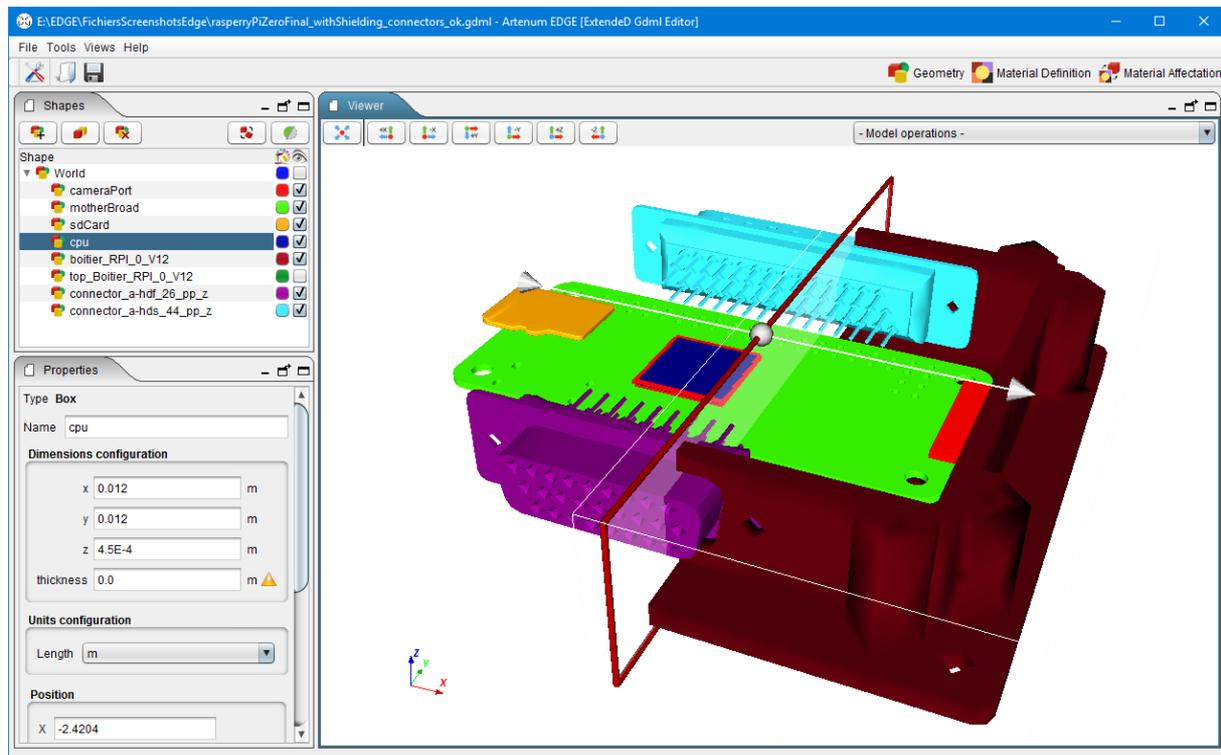 E:\EDGE\FichiersScreenshotsEdge\rasperryPiZeroFinal_withShielding_connectors_ok.gdml - Artenum EDGE [ExtendeD Gdml Editor]
File Tools Views Help
Geometry Material Definition Material Affectation
Shapes
Viewer
- Model operations -
Shape
World
cameraPort
motherBroad
sdCard
cpu
boitier_RPI_0_V12
top_Boitier_RPI_0_V12
connector_a-hdf_26_pp_z
connector_a-hds_44_pp_z
Properties
Type Box
Name cpu
Dimensions configuration
x 0.012 m
y 0.012 m
z 4.5E-4 m
thickness 0.0 m
Units configuration
Length m
Position
X -2.4204
Z
Y
X